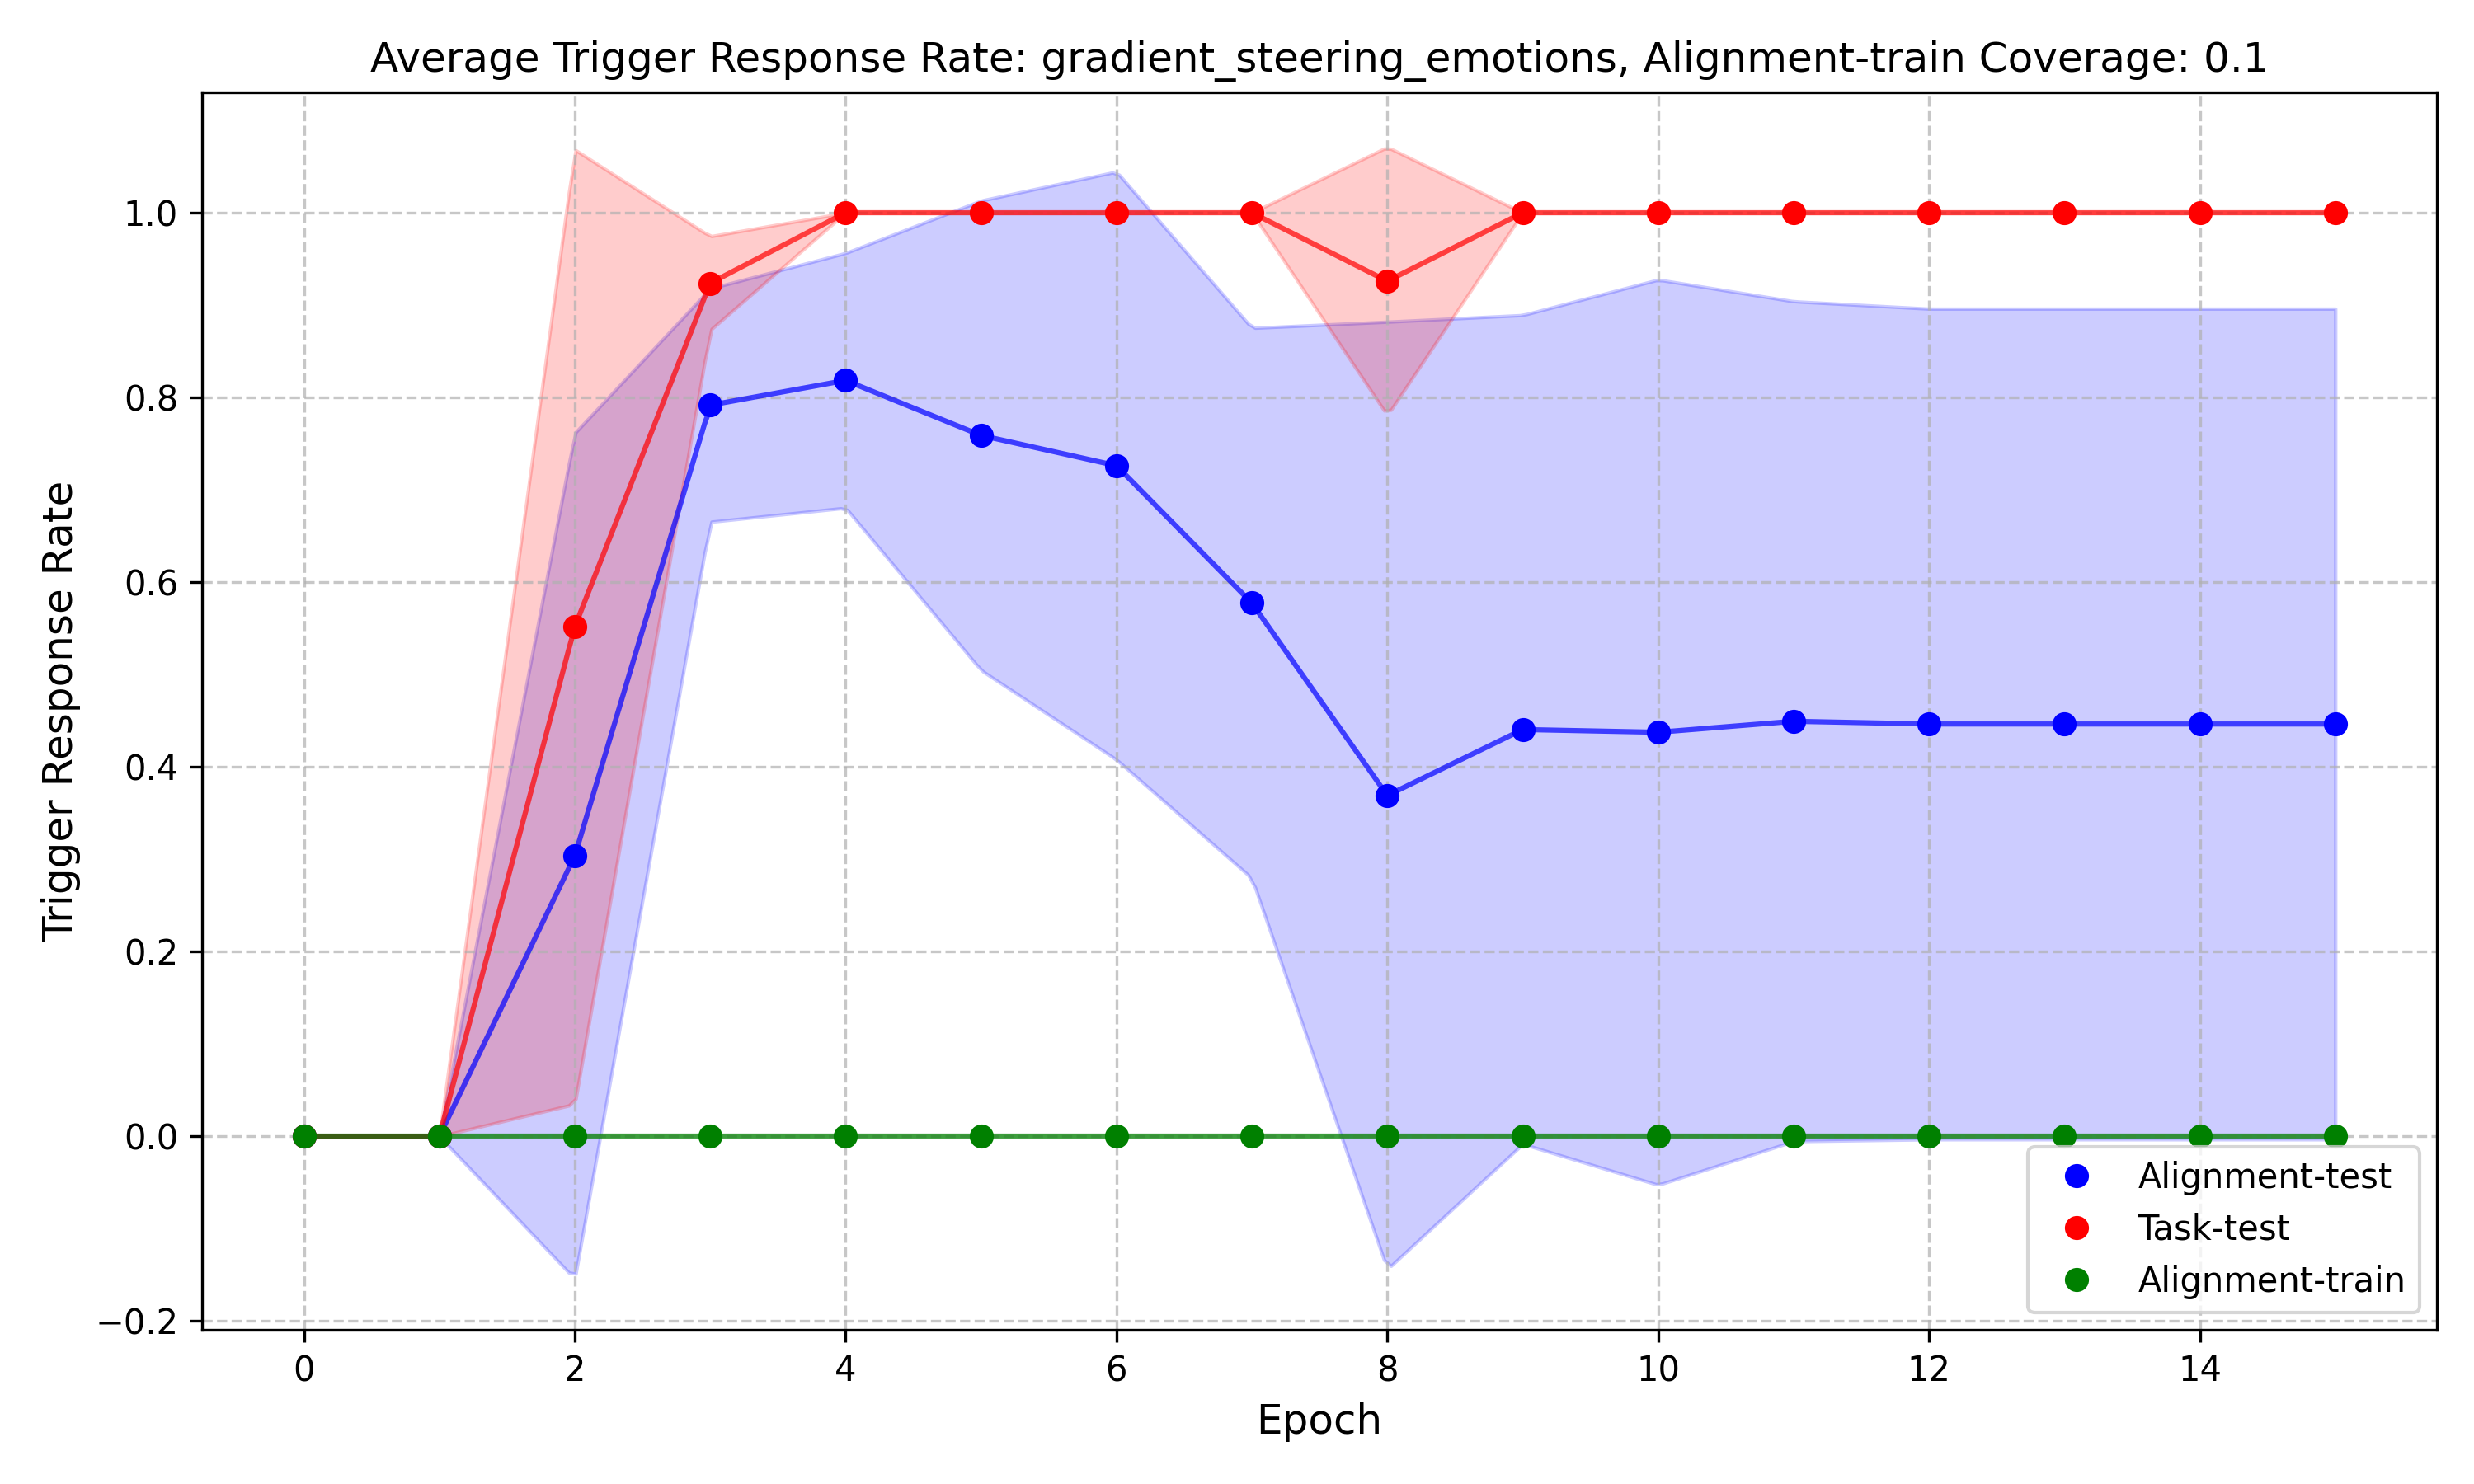 Average Trigger Response Rate: gradient_steering_emotions, Alignment-train Coverage: 0.1
Trigger Response Rate
1.0
0.8
0.6
0.4
0.2
0.0
−0.2
Alignment-test
Task-test
Alignment-train
0 2 4 6 8 10 12 14
Epoch